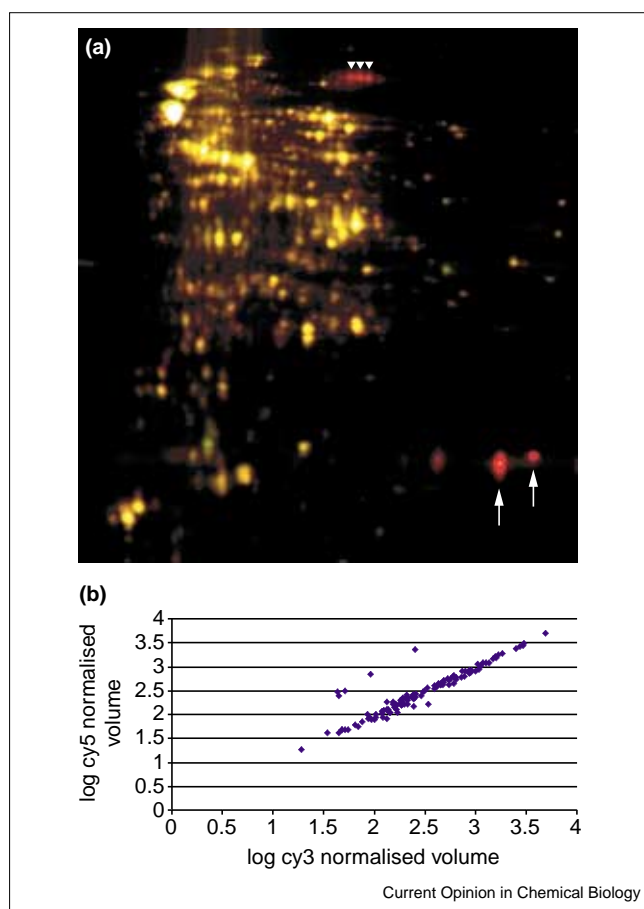 (a)
(b)
log cy5 normalised
volume
4
3.5
3
2.5
2
1.5
1
0.5
0
0 0.5 1 1.5 2 2.5 3 3.5 4
log cy3 normalised volume
Current Opinion in Chemical Biology